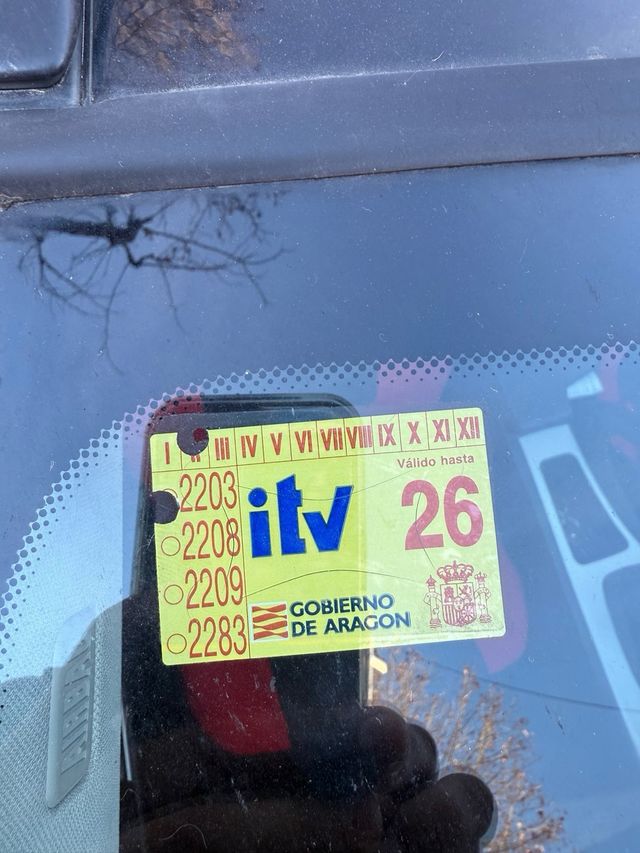 I II III IV V VI VII VIII IX X XI XII
Válido hasta
2203
2208
2209
2283
itv
26
GOBIERNO
DE ARAGON